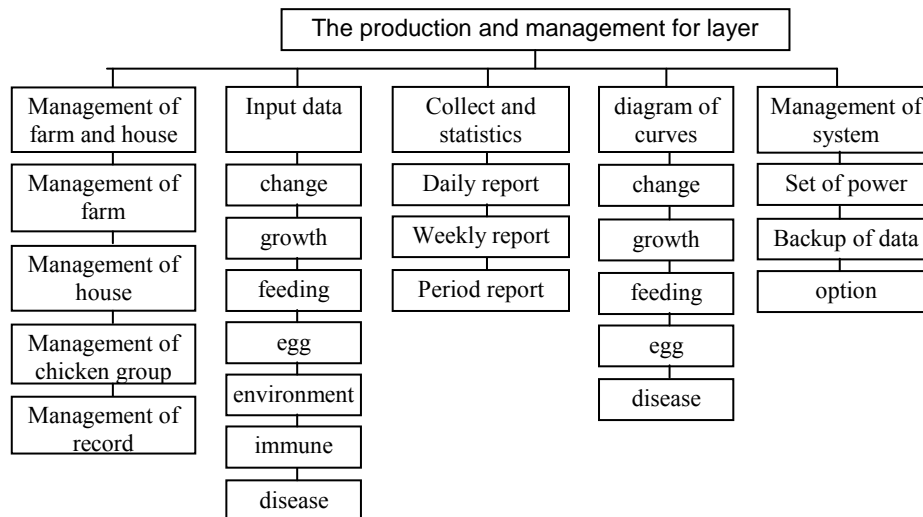 The production and management for layer
Management of
farm and house
Management of
farm
Management of
house
Management of
chicken group
Management of
record
Input data
change
growth
feeding
egg
environment
immune
disease
Collect and
statistics
Daily report
Weekly report
Period report
diagram of
curves
change
growth
feeding
egg
disease
Management of
system
Set of power
Backup of data
option